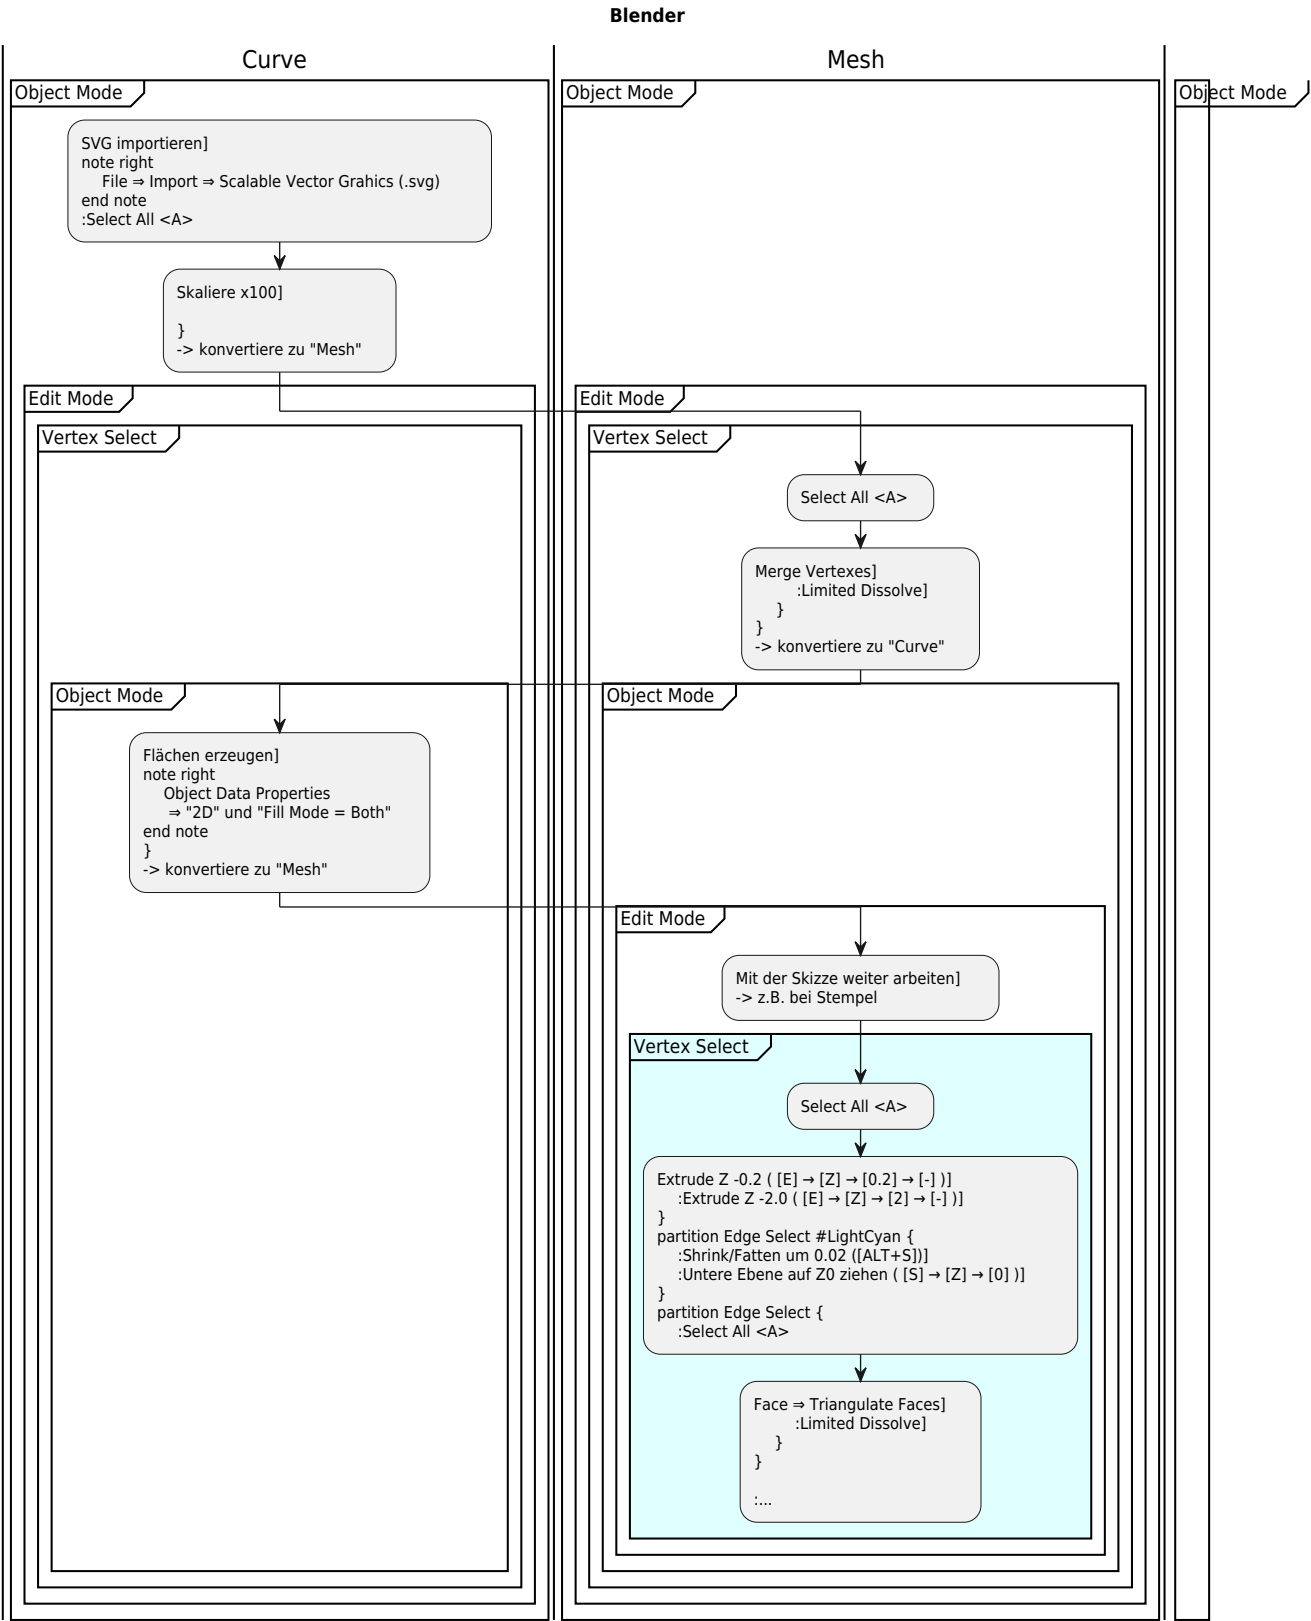 Blender
Curve
Mesh
Object Mode
Object Mode
Object Mode
SVG importieren]
note right
File ⇒ Import ⇒ Scalable Vector Grahics (.svg)
end note
:Select All <A>
Skaliere x100]
}
-> konvertiere zu "Mesh"
Edit Mode
Edit Mode
Vertex Select
Vertex Select
Select All <A>
Merge Vertexes]
:Limited Dissolve]
}
}
-> konvertiere zu "Curve"
Object Mode
Object Mode
Flächen erzeugen]
note right
Object Data Properties
⇒ "2D" und "Fill Mode = Both"
end note
}
-> konvertiere zu "Mesh"
Edit Mode
Mit der Skizze weiter arbeiten]
-> z.B. bei Stempel
Vertex Select
Select All <A>
Extrude Z -0.2 ( [E] → [Z] → [0.2] → [-] )]
:Extrude Z -2.0 ( [E] → [Z] → [2] → [-] )]
}
partition Edge Select #LightCyan {
:Shrink/Fatten um 0.02 ([ALT+S])]
:Untere Ebene auf Z0 ziehen ( [S] → [Z] → [0] )]
}
partition Edge Select {
:Select All <A>
Face ⇒ Triangulate Faces]
:Limited Dissolve]
}
}
:...